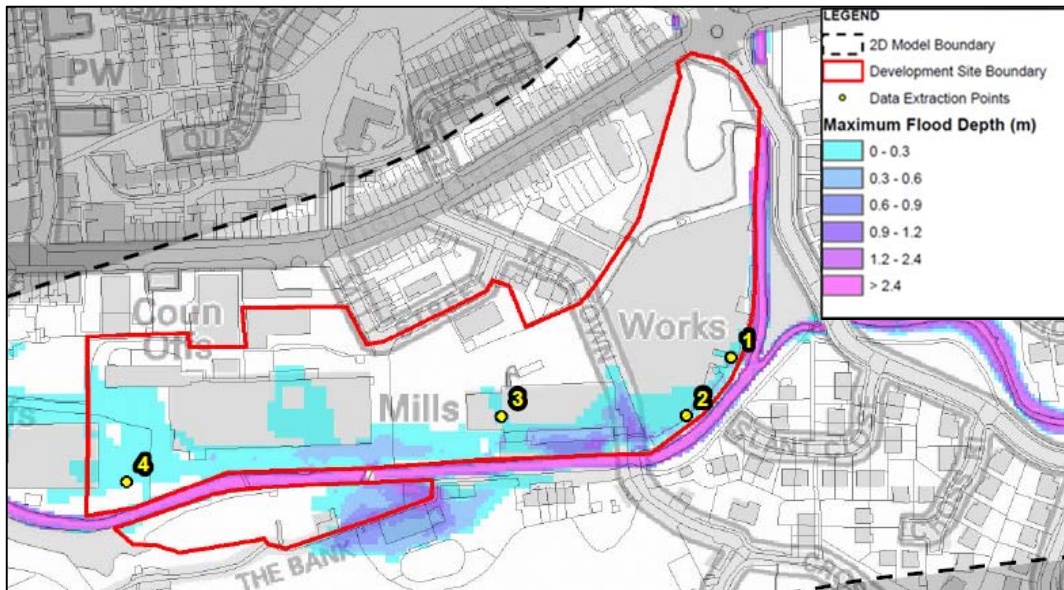 LEGEND
2D Model Boundary
Development Site Boundary
Data Extraction Points
Maximum Flood Depth (m)
0 - 0.3
0.3 - 0.6
0.6 - 0.9
0.9 - 1.2
1.2 - 2.4
> 2.4
PW
Coun
Offs
Works
Mills
1
2
3
4
THE BANK